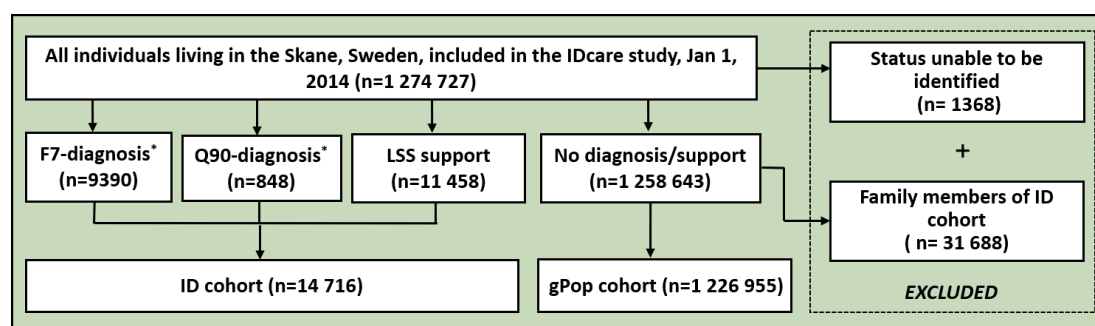 All individuals living in the Skane, Sweden, included in the IDcare study, Jan 1,
2014 (n=1 274 727)
Status unable to be
identified
(n= 1368)
F7-diagnosis*
(n=9390)
Q90-diagnosis*
(n=848)
LSS support
(n=11 458)
No diagnosis/support
(n=1 258 643)
+
Family members of ID
cohort
( n= 31 688)
ID cohort (n=14 716)
gPop cohort (n=1 226 955)
EXCLUDED